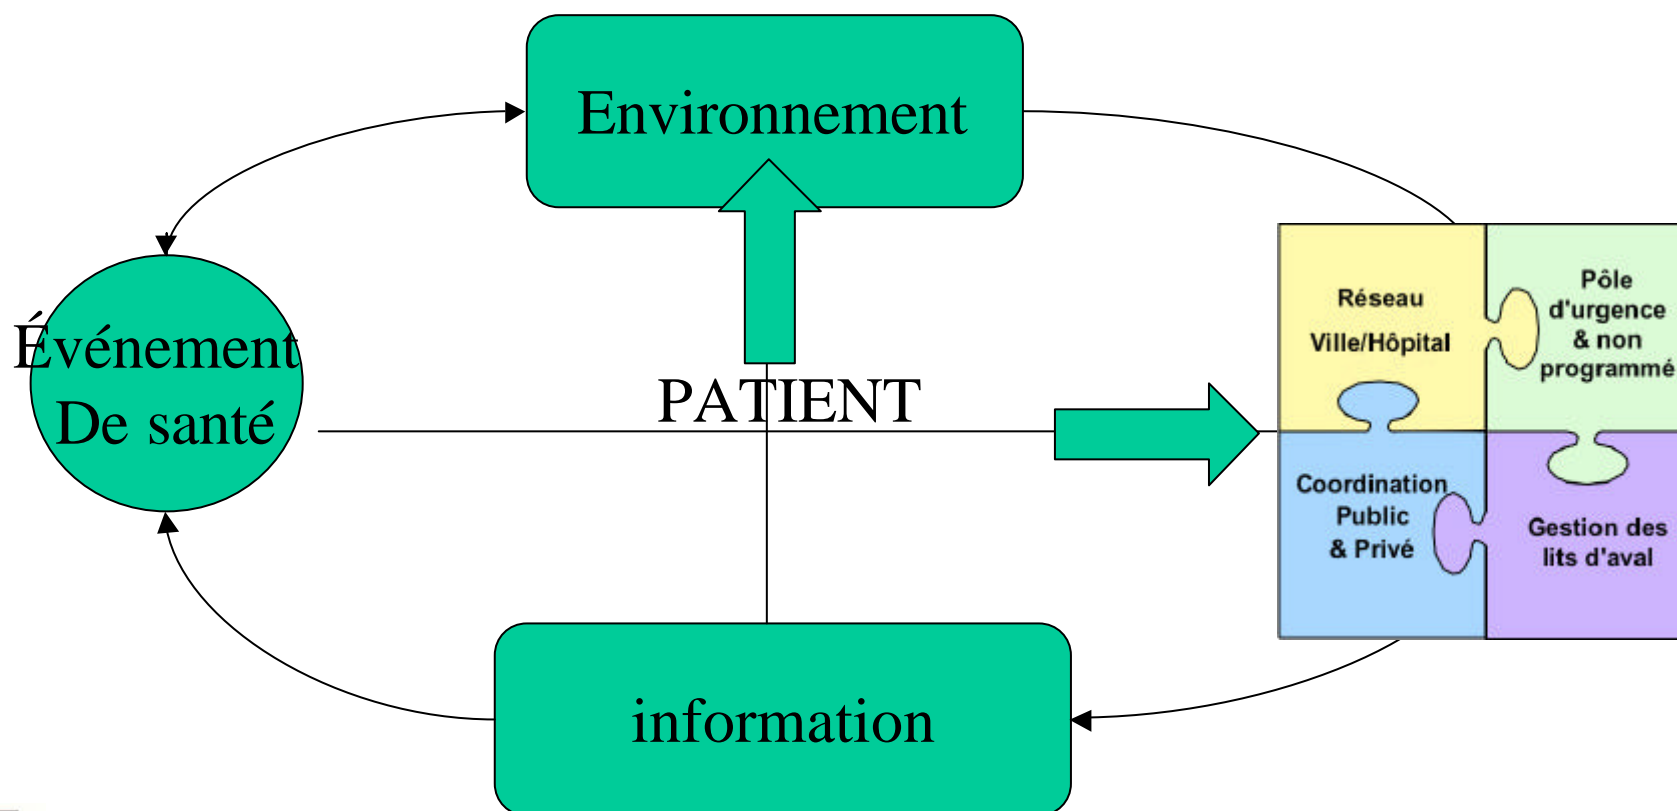 Environnement
Événement
De santé
PATIENT
Réseau
Ville/Hôpital
Pôle
d'urgence
& non
programmé
Coordination
Public
& Privé
Gestion des
lits d'aval
information